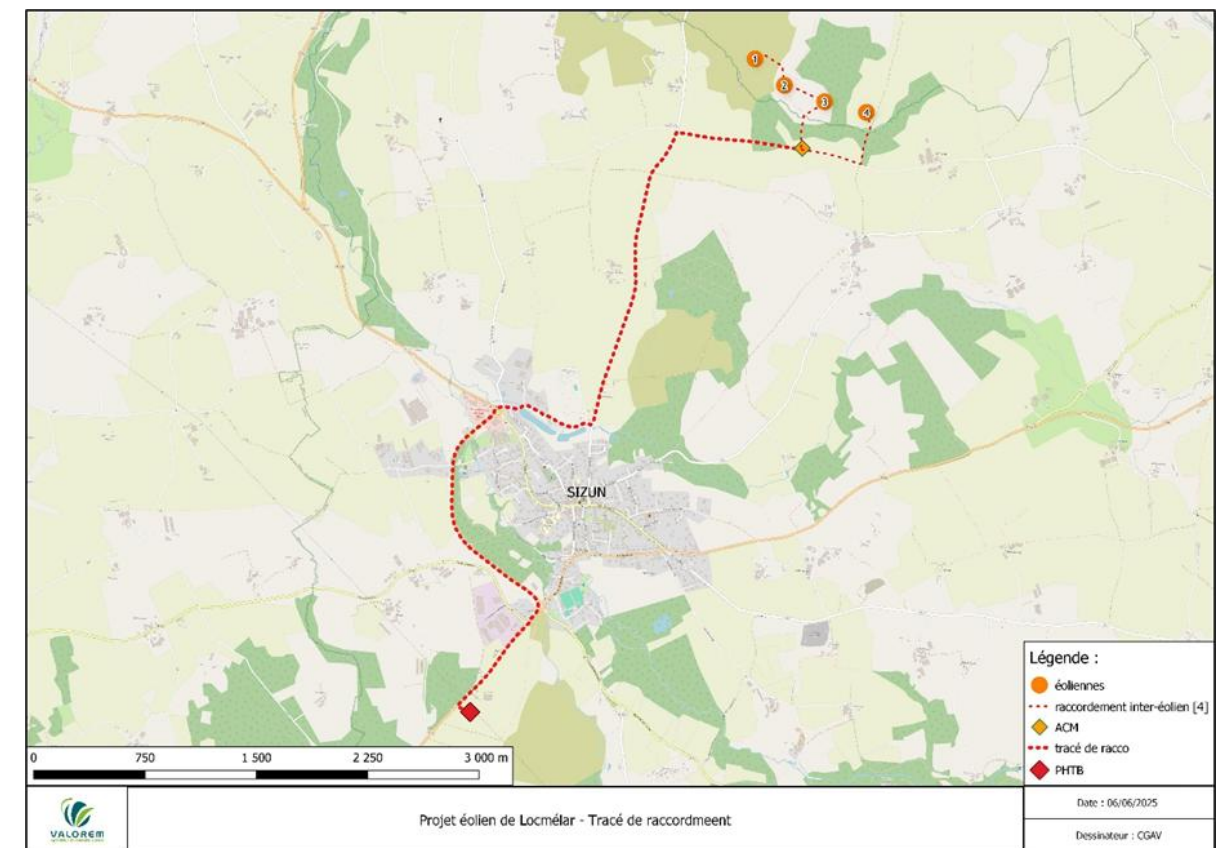 1
2
3
4
SIZUN
Légende :
éoliennes
raccordement inter-éolien [4]
ACM
tracé de racco
PHTB
0 750 1 500 2 250 3 000 m
VALOREM
Projet éolien de Locmélar - Tracé de raccordmeent
Date : 06/06/2025
Dessinateur : CGAV